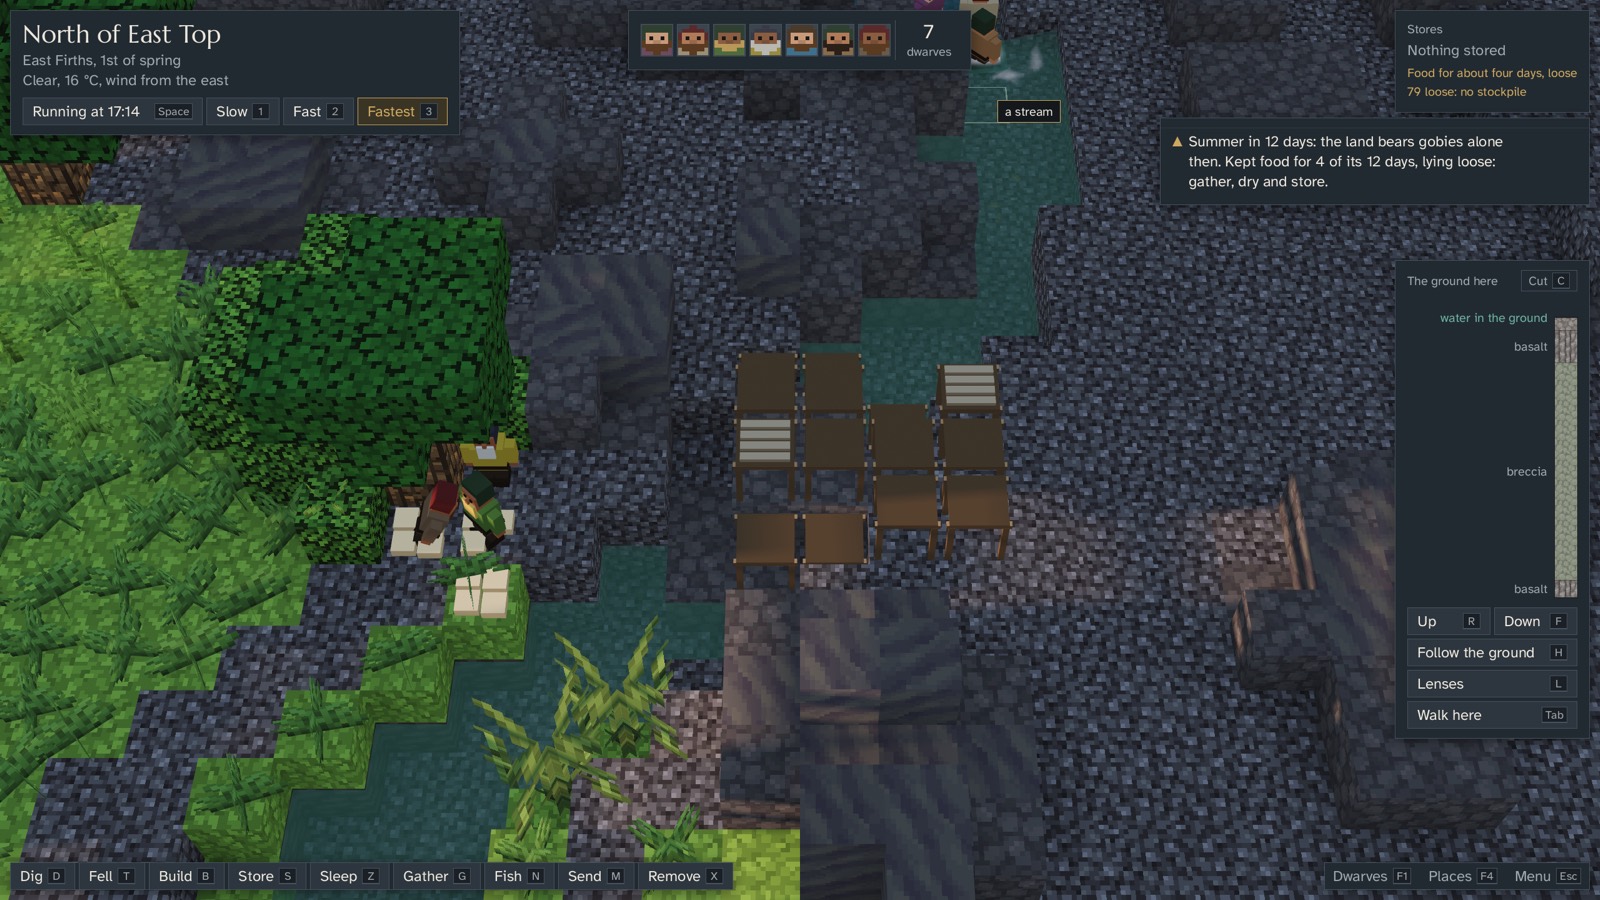 North of East Top
East Firths, 1st of spring
Clear, 16 °C, wind from the east
Running at 17:14 Space
Slow 1
Fast 2
Fastest 3
7
dwarves
a stream
Stores
Nothing stored
Food for about four days, loose
79 loose: no stockpile
Summer in 12 days: the land bears gobies alone
then. Kept food for 4 of its 12 days, lying loose:
gather, dry and store.
The ground here
Cut C
water in the ground
basalt
breccia
basalt
Up R
Down F
Follow the ground H
Lenses L
Walk here Tab
Dig D
Fell T
Build B
Store S
Sleep Z
Gather G
Fish N
Send M
Remove X
Dwarves F1
Places F4
Menu Esc